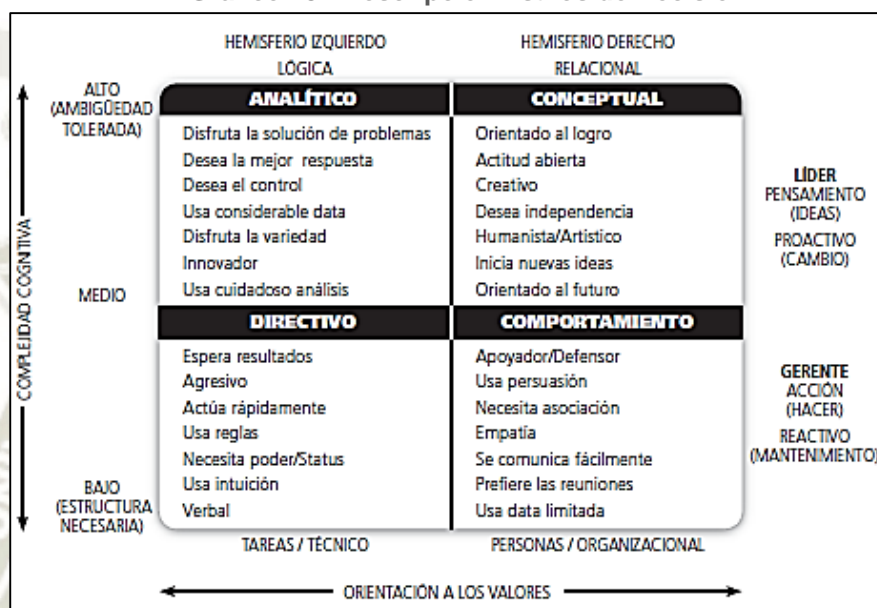 HEMISFERIO IZQUIERDO
LÓGICA
HEMISFERIO DERECHO
RELACIONAL
COMPLEJIDAD COGNITIVA
ALTO
(AMBIGÜEDAD
TOLERADA)
MEDIO
BAJO
(ESTRUCTURA
NECESARIA)
ANALÍTICO
Disfruta la solución de problemas
Desea la mejor respuesta
Desea el control
Usa considerable data
Disfruta la variedad
Innovador
Usa cuidadoso análisis
CONCEPTUAL
Orientado al logro
Actitud abierta
Creativo
Desea independencia
Humanista/Artistico
Inicia nuevas ideas
Orientado al futuro
LÍDER
PENSAMIENTO
(IDEAS)
PROACTIVO
(CAMBIO)
DIRECTIVO
Espera resultados
Agresivo
Actúa rápidamente
Usa reglas
Necesita poder/Status
Usa intuición
Verbal
COMPORTAMIENTO
Apoyador/Defensor
Usa persuasión
Necesita asociación
Empatía
Se comunica fácilmente
Prefiere las reuniones
Usa data limitada
GERENTE
ACCIÓN
(HACER)
REACTIVO
(MANTENIMIENTO)
TAREAS / TÉCNICO
PERSONAS / ORGANIZACIONAL
ORIENTACIÓN A LOS VALORES